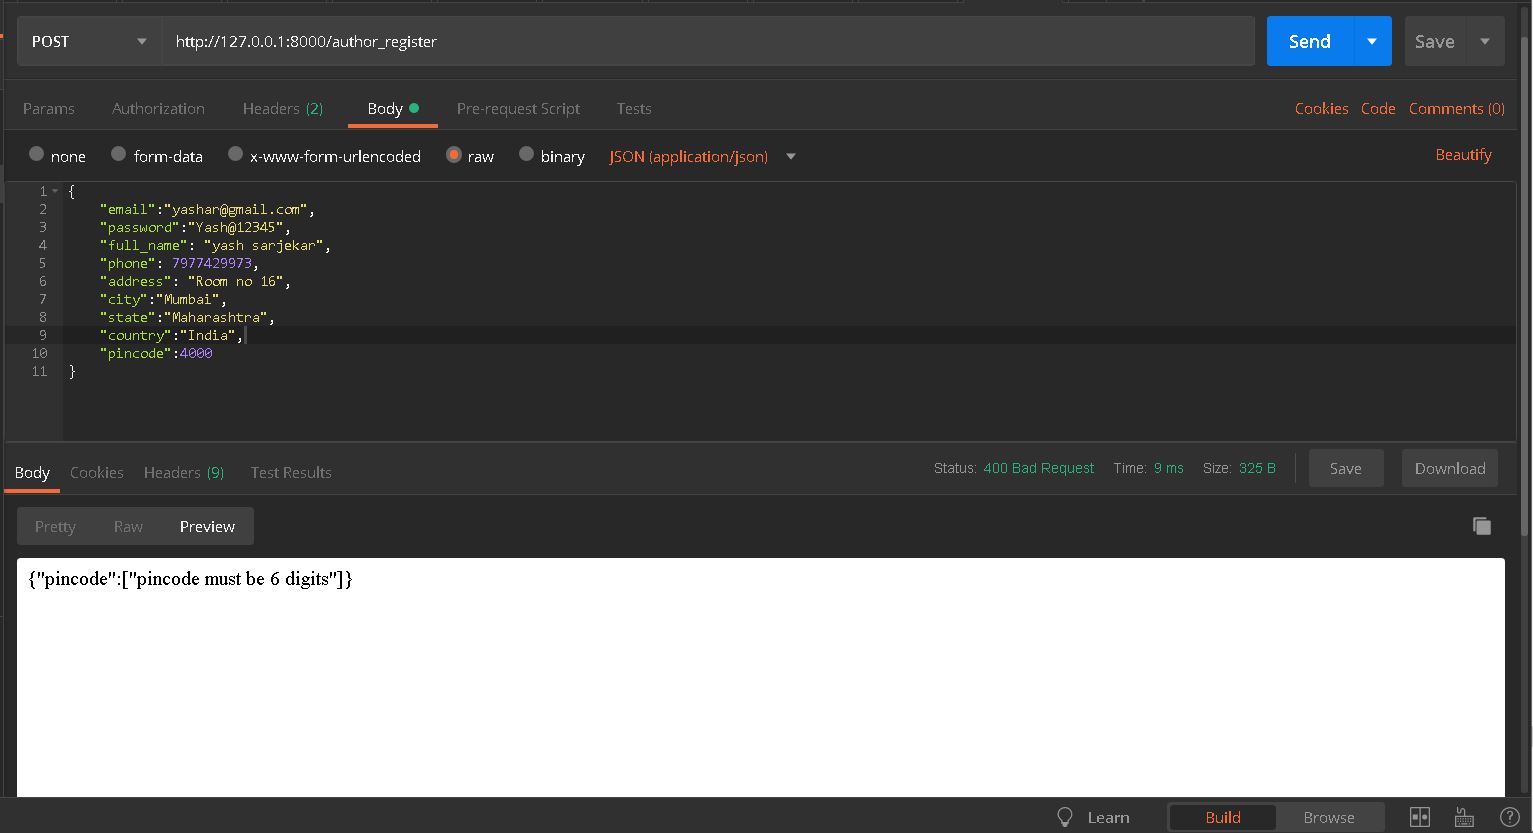 POST http://127.0.0.1:8000/author_register Send Save
Params Authorization Headers (2) Body Pre-request Script Tests Cookies Code Comments (0)
none form-data x-www-form-urlencoded raw binary JSON (application/json) Beautify
1 {
2 "email":"yashar@gmail.com",
3 "password":"Yash@12345",
4 "full_name": "yash sarjekar",
5 "phone": 7977429973,
6 "address": "Room no 16",
7 "city":"Mumbai",
8 "state":"Maharashtra",
9 "country":"India",
10 "pincode":4000
11 }
Body Cookies Headers (9) Test Results Status: 400 Bad Request Time: 9 ms Size: 325 B Save Download
Pretty Raw Preview
{"pincode":["pincode must be 6 digits"]}
Learn Build Browse ?